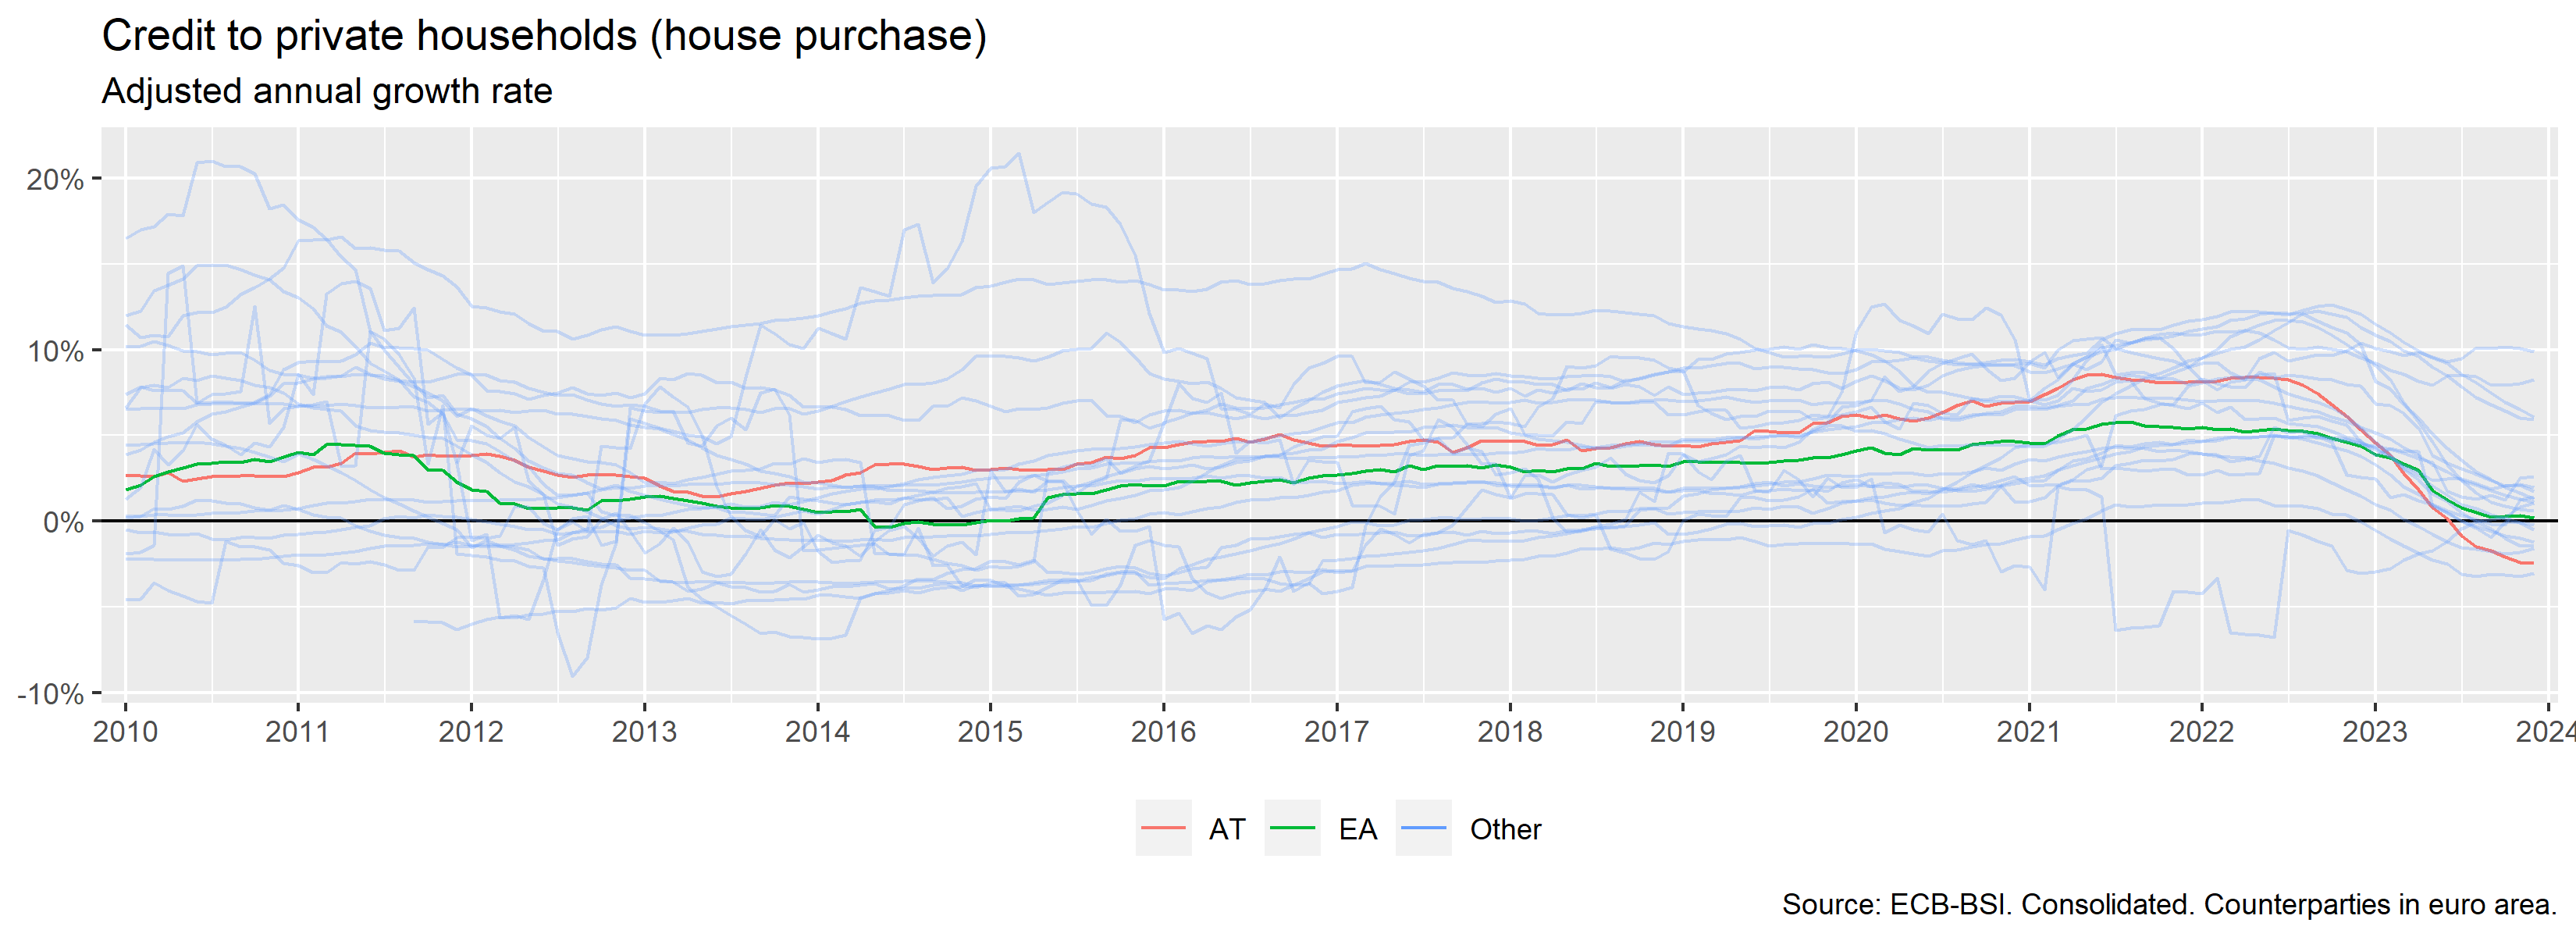 Credit to private households (house purchase)
Adjusted annual growth rate
20%
10%
0%
-10%
2010 2011 2012 2013 2014 2015 2016 2017 2018 2019 2020 2021 2022 2023 2024
AT EA Other
Source: ECB-BSI. Consolidated. Counterparties in euro area.